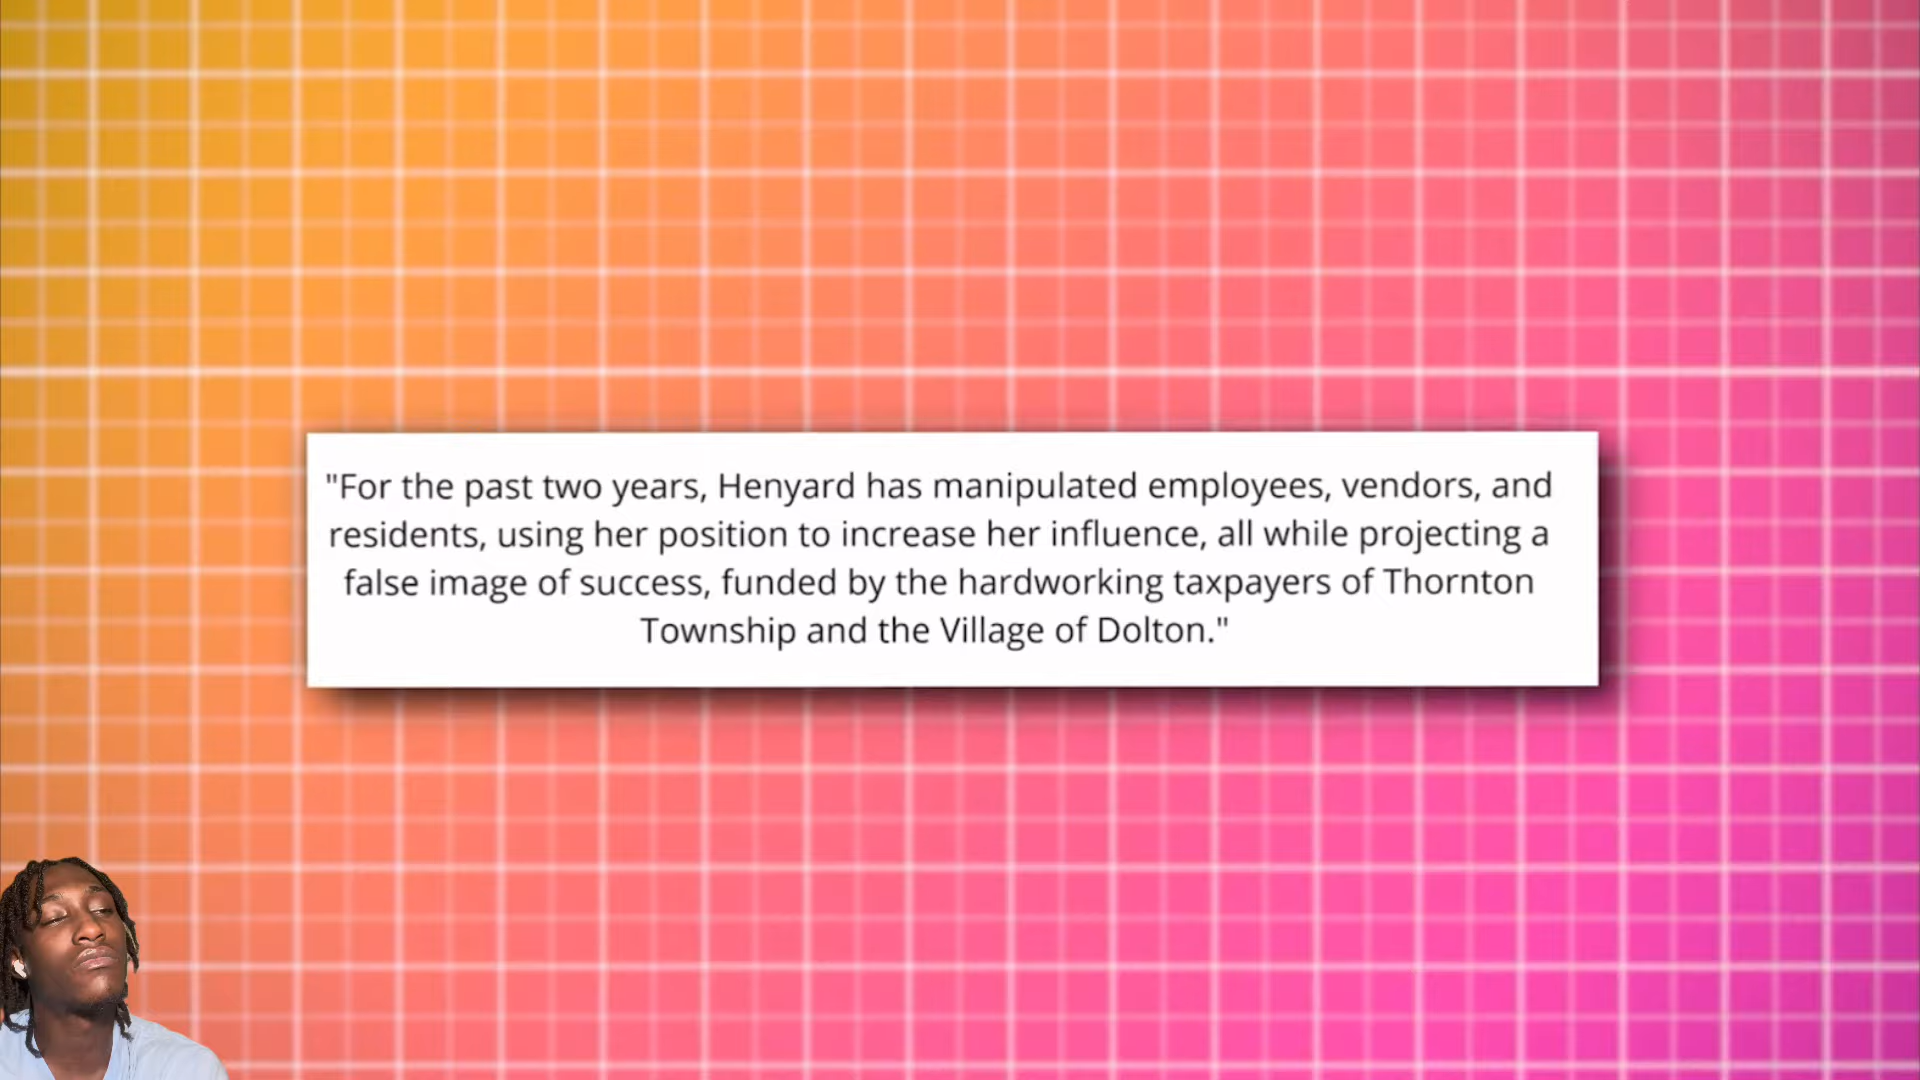 "For the past two years, Henyard has manipulated employees, vendors, and
residents, using her position to increase her influence, all while projecting a
false image of success, funded by the hardworking taxpayers of Thornton
Township and the Village of Dolton."